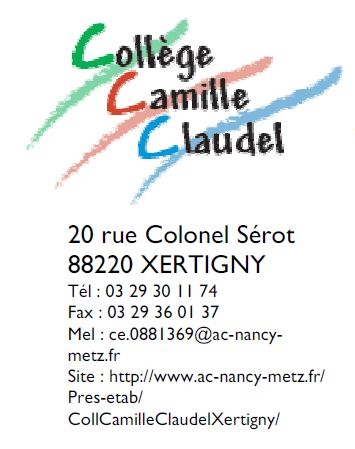 Collège
Camille
Claudel
20 rue Colonel Sérot
88220 XERTIGNY
Tél : 03 29 30 11 74
Fax : 03 29 36 01 37
Mel : ce.0881369@ac-nancy-
metz.fr
Site : http://www.ac-nancy-metz.fr/
Pres-etab/
CollCamilleClaudelXertigny/